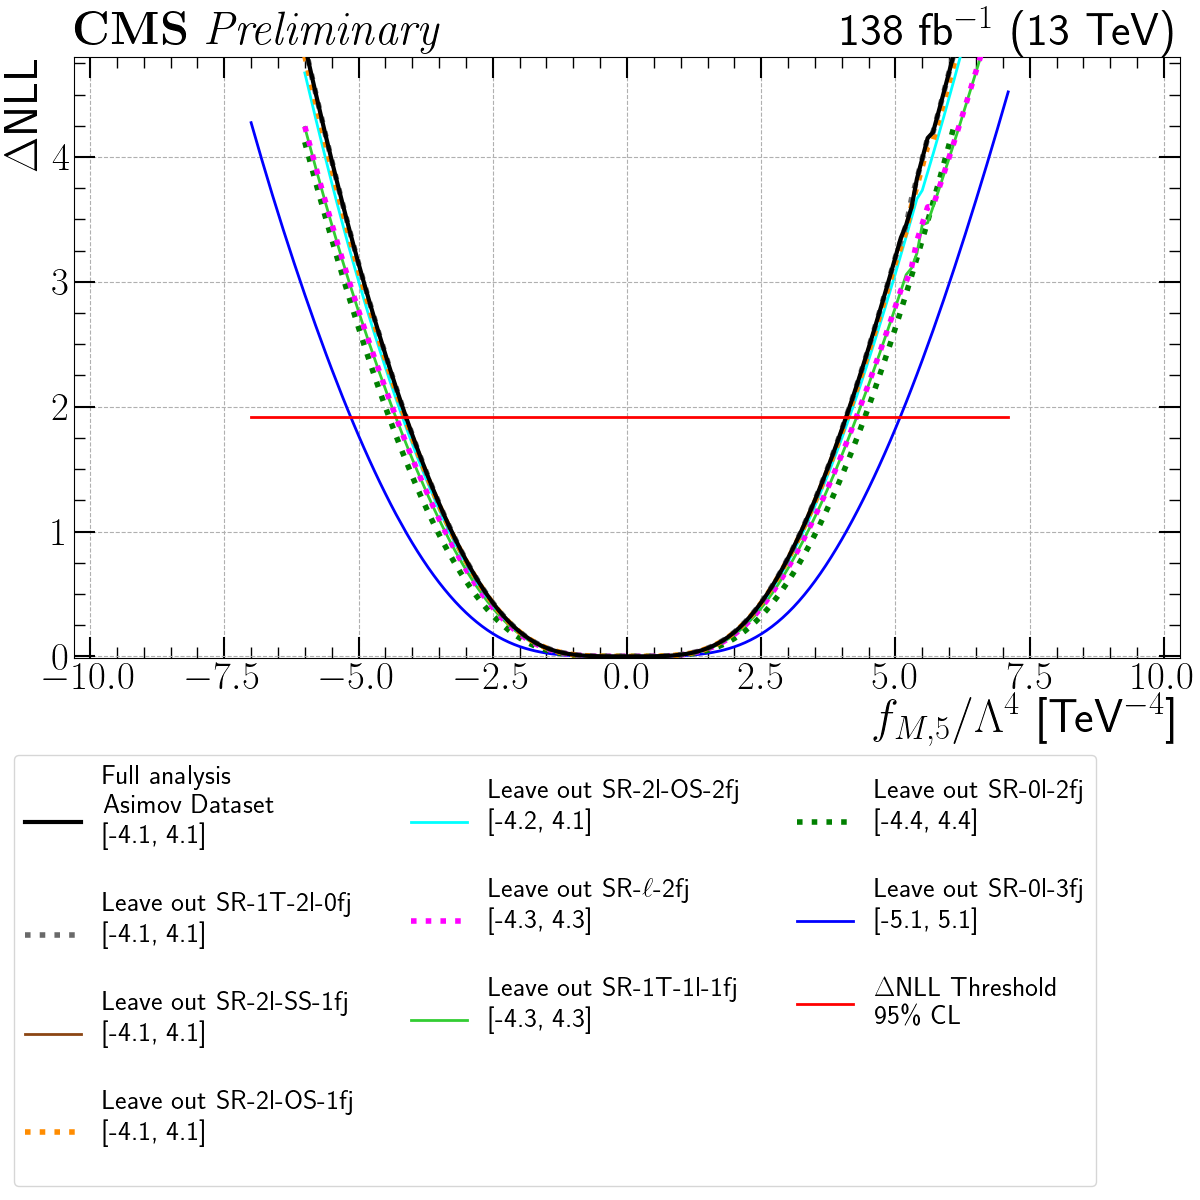 CMS Preliminary
138 fb⁻¹ (13 TeV)
ΔNLL
4
3
2
1
0
−10.0 −7.5 −5.0 −2.5 0.0 2.5 5.0 7.5 10.0
f_{M,5}/Λ⁴ [TeV⁻⁴]
Full analysis
Asimov Dataset
[-4.1, 4.1]
Leave out SR-1T-2l-0fj
[-4.1, 4.1]
Leave out SR-2l-SS-1fj
[-4.1, 4.1]
Leave out SR-2l-OS-1fj
[-4.1, 4.1]
Leave out SR-2l-OS-2fj
[-4.2, 4.1]
Leave out SR-ℓ-2fj
[-4.3, 4.3]
Leave out SR-1T-1l-1fj
[-4.3, 4.3]
Leave out SR-0l-2fj
[-4.4, 4.4]
Leave out SR-0l-3fj
[-5.1, 5.1]
ΔNLL Threshold
95% CL